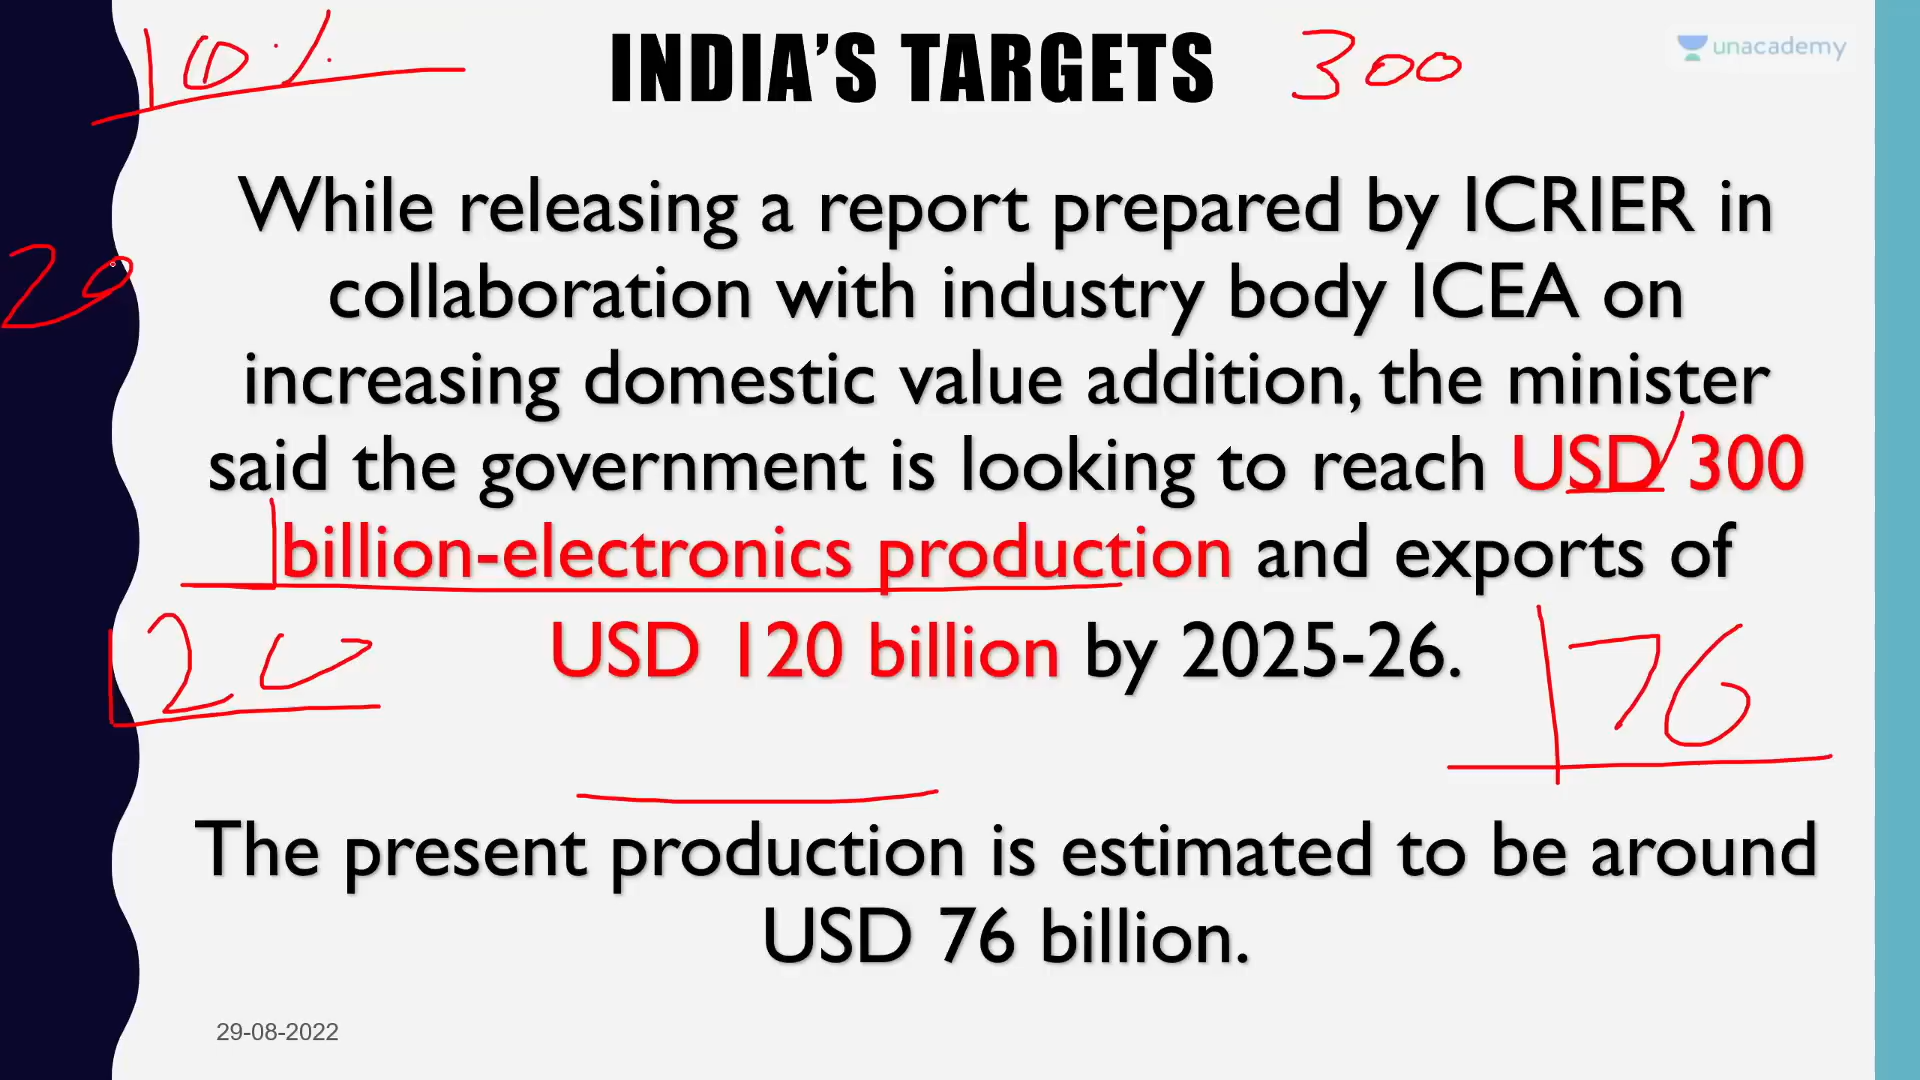 10%
INDIA'S TARGETS
300
unacademy
While releasing a report prepared by ICRIER in
collaboration with industry body ICEA on
20
increasing domestic value addition, the minister
said the government is looking to reach USD 300
billion-electronics production and exports of
USD 120 billion by 2025-26.
20
76
The present production is estimated to be around
USD 76 billion.
29-08-2022